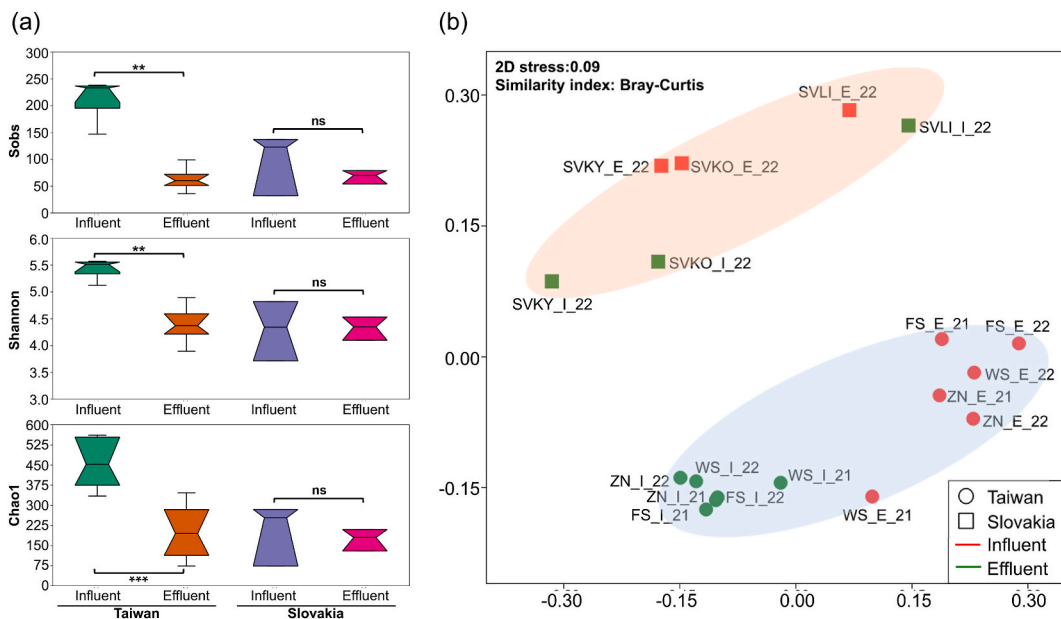 (a)
300
250
200
150
100
50
0
Sobs
**
ns
Influent
Effluent
Influent
Effluent
6.0
5.5
5.0
4.5
4.0
3.5
3.0
Shannon
**
ns
Influent
Effluent
Influent
Effluent
600
525
450
375
300
225
150
75
0
Chao1
***
ns
Influent
Effluent
Influent
Effluent
Taiwan
Slovakia
(b)
2D stress:0.09
Similarity index: Bray-Curtis
0.30
0.15
0.00
-0.15
SVLI_E_22
SVLI_I_22
SVKY_E_22
SVKO_E_22
SVKO_I_22
SVKY_I_22
FS_E_21
FS_E_22
WS_E_22
ZN_E_21
ZN_E_22
WS_I_22
WS_I_21
ZN_I_22
ZN_I_21
FS_I_22
FS_I_21
WS_E_21
Taiwan
Slovakia
Influent
Effluent
-0.30
-0.15
0.00
0.15
0.30